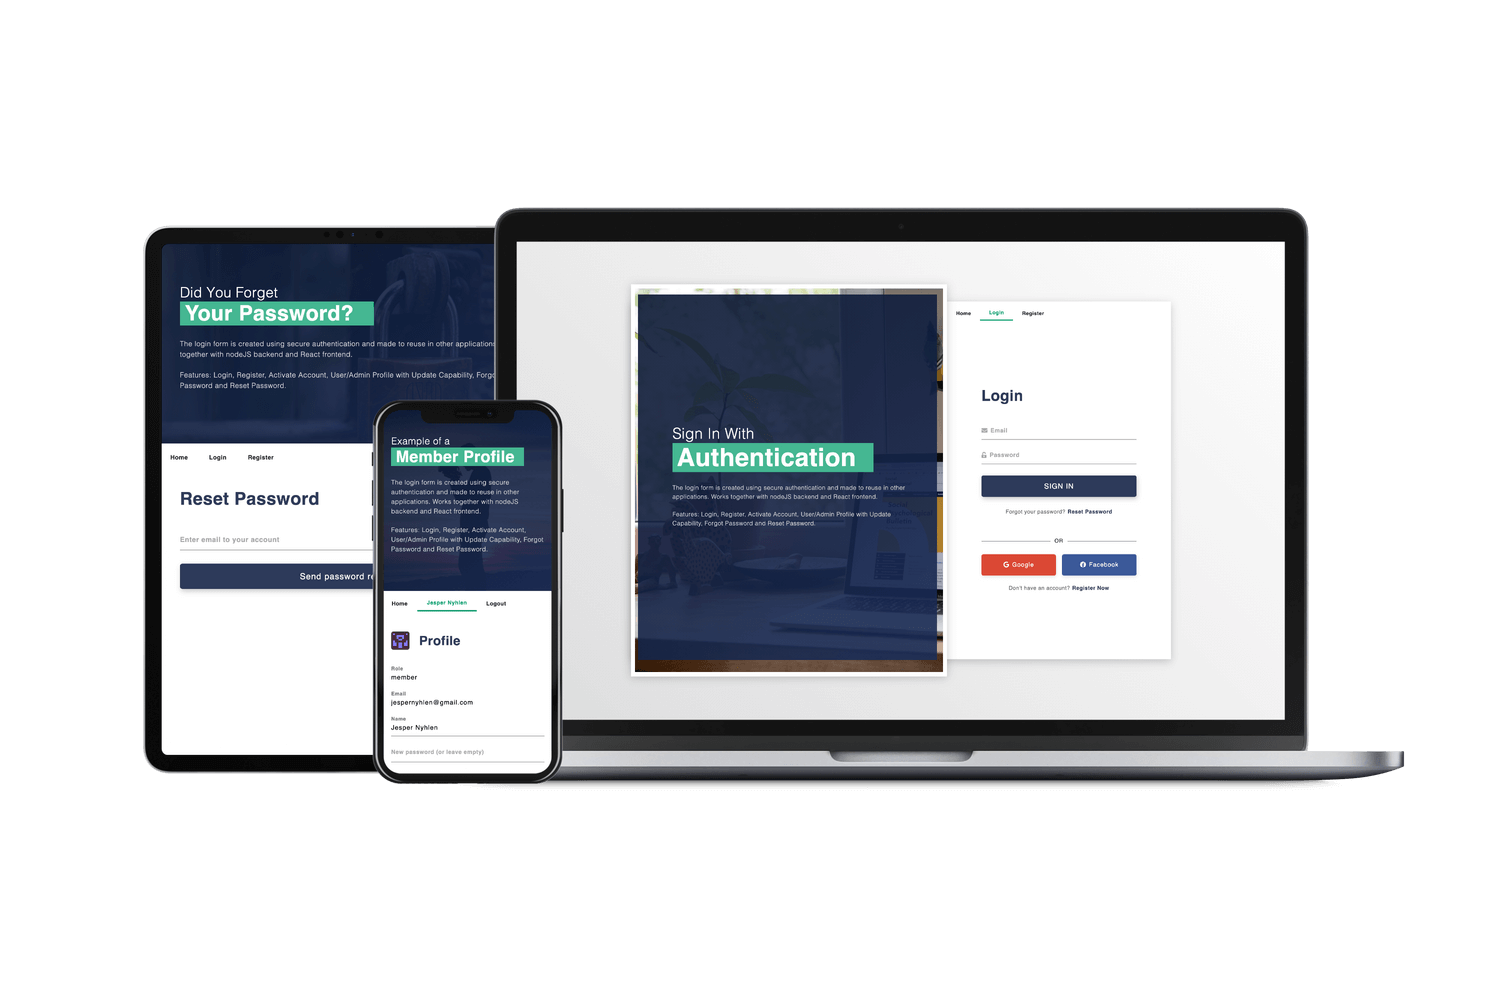 Did You Forget
Your Password?
The login form is created using secure authentication and made to reuse in other applications
together with nodeJS backend and React frontend.
Features: Login, Register, Activate Account, User/Admin Profile with Update Capability,
Password and Reset Password.
Home Login Register
Reset Password
Enter email to your account
Send password
Example of a
Member Profile
The login form is created using secure
authentication and made to reuse in other
applications. Works together with nodeJS
backend and React frontend.
Features: Login, Register, Activate Account,
User/Admin Profile with Update Capability, Forgot
Password and Reset Password.
Home Jesper Nyhlen Logout
Profile
Role
member
Email
jespernyhlen@gmail.com
Name
Jesper Nyhlen
New password (or leave empty)
Sign In With
Authentication
The login form is created using secure authentication and made to reuse in other
applications. Works together with nodeJS backend and React frontend.
Features: Login, Register, Activate Account, User/Admin Profile with Update
Capability, Forgot Password and Reset Password.
Home Login Register
Login
Email
Password
SIGN IN
Forgot your password? Reset Password
OR
Google Facebook
Don't have an account? Register Now